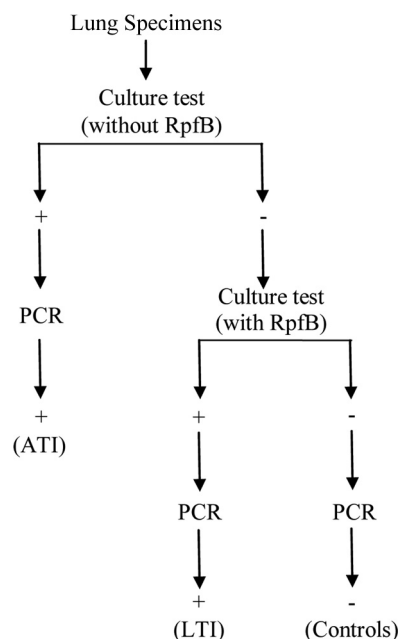 Lung Specimens
Culture test
(without RpfB)
+
-
PCR
Culture test
(with RpfB)
+
(ATI)
+
-
PCR
PCR
+
-
(LTI)
(Controls)